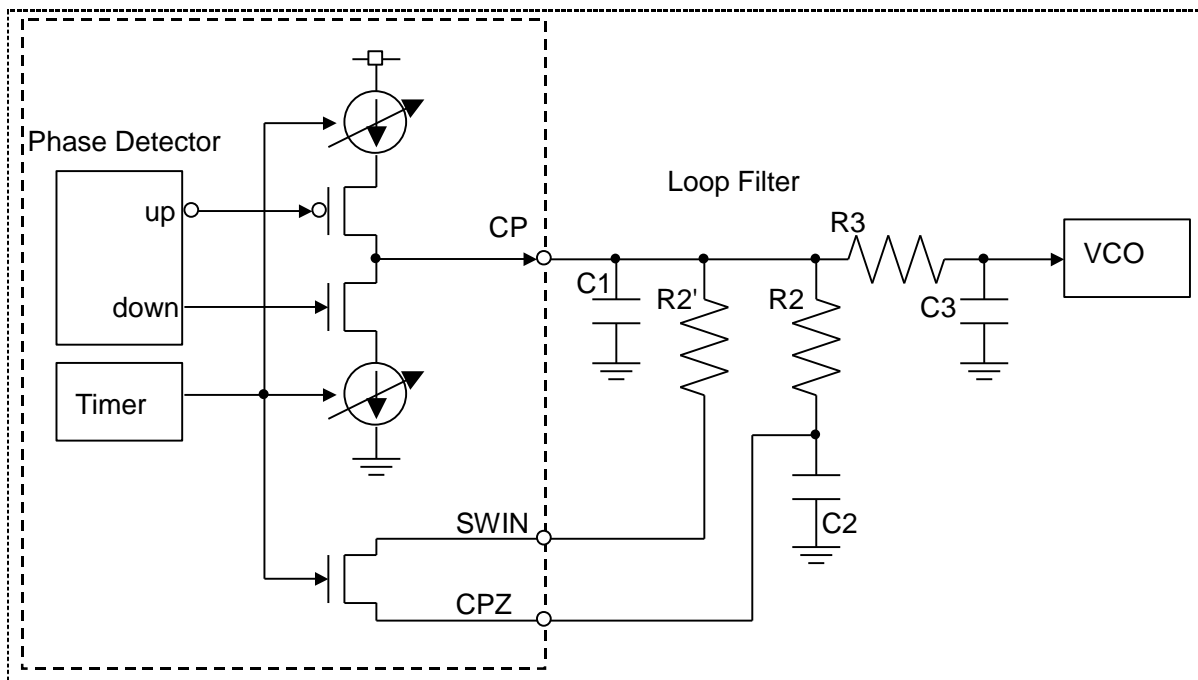 Phase Detector
up
down
Timer
CP
SWIN
CPZ
Loop Filter
C1
R2'
R2
R3
C3
C2
VCO